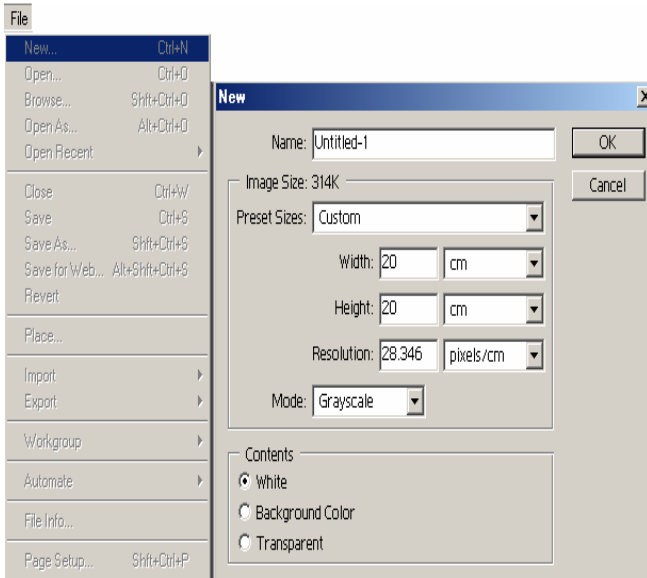 File
New... Ctrl+N
Open... Ctrl+O
Browse... Shft+Ctrl+O
Open As... Alt+Ctrl+O
Open Recent
Close Ctrl+W
Save Ctrl+S
Save As... Shft+Ctrl+S
Save for Web... Alt+Shft+Ctrl+S
Revert
Place...
Import
Export
Workgroup
Automate
File Info...
Page Setup... Shft+Ctrl+P
New
Name: Untitled-1
OK
Cancel
Image Size: 314K
Preset Sizes: Custom
Width: 20 cm
Height: 20 cm
Resolution: 28.346 pixels/cm
Mode: Grayscale
Contents
White
Background Color
Transparent